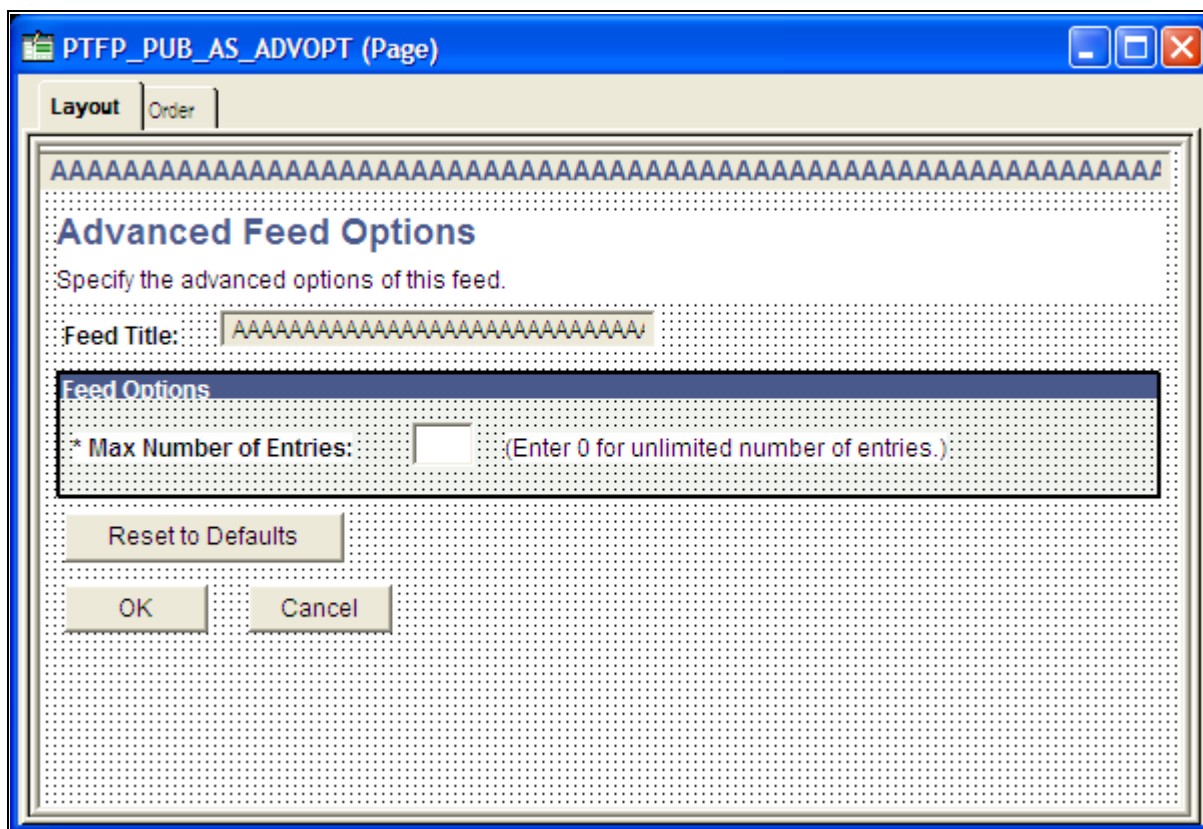 PTFP_PUB_AS_ADVOPT (Page)
Layout Order
AAAAAAAAAAAAAAAAAAAAAAAAAAAAAAAAAAAAAAAAAAAAAAAAAAAAAAAAAAAAAA
Advanced Feed Options
Specify the advanced options of this feed.
Feed Title: AAAAAAAAAAAAAAAAAAAAAAAAAAAAAA
Feed Options
* Max Number of Entries: (Enter 0 for unlimited number of entries.)
Reset to Defaults
OK Cancel